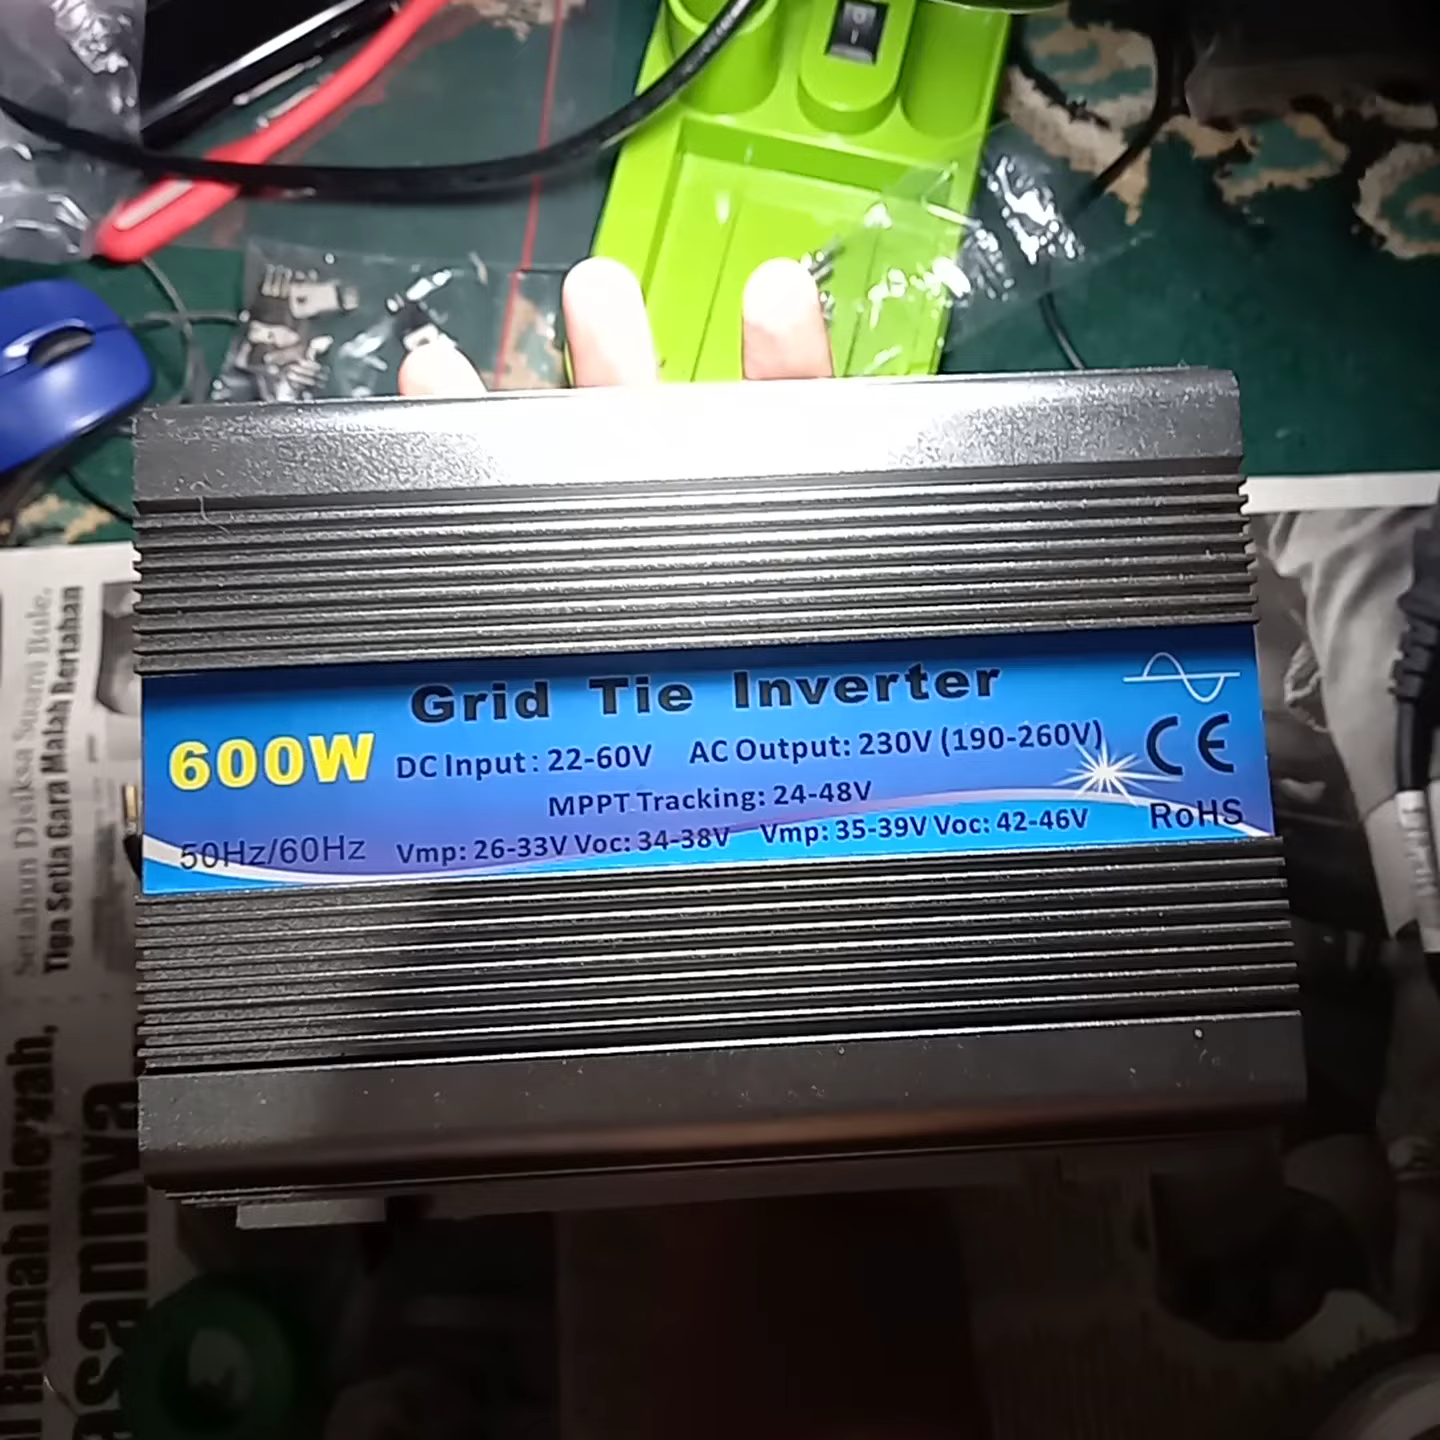 Grid Tie Inverter
600W
DC Input: 22-60V AC Output: 230V (190-260V)
MPPT Tracking: 24-48V
50Hz/60Hz
Vmp: 26-33V Voc: 34-38V Vmp: 35-39V Voc: 42-46V
CE
RoHS
Setahun Disiksa Suami Bule,
Tiga Setia Gara Malah Bertahan
Rumah Mewah,